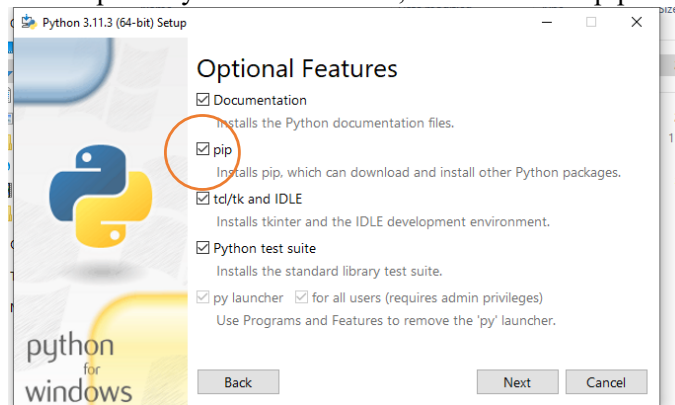 Python 3.11.3 (64-bit) Setup
Optional Features
Documentation
Installs the Python documentation files.
pip
Installs pip, which can download and install other Python packages.
tcl/tk and IDLE
Installs tkinter and the IDLE development environment.
Python test suite
Installs the standard library test suite.
py launcher for all users (requires admin privileges)
Use Programs and Features to remove the 'py' launcher.
python
for
windows
Back Next Cancel